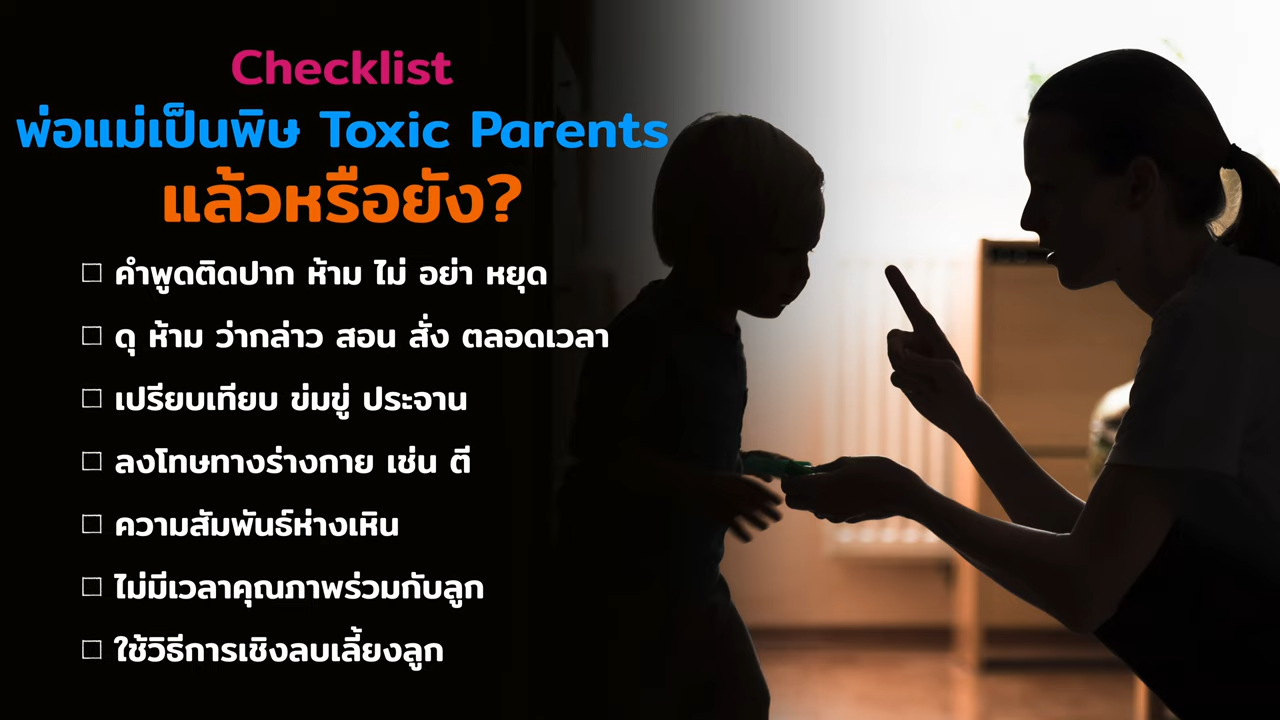 Checklist
พ่อแม่เป็นพิษ Toxic Parents
แล้วหรือยัง?
☐ คำพูดติดปาก ห้าม ไม่ อย่า หยุด
☐ ดุ ห้าม ว่ากล่าว สอน สั่ง ตลอดเวลา
☐ เปรียบเทียบ ข่มขู่ ประจาน
☐ ลงโทษทางร่างกาย เช่น ตี
☐ ความสัมพันธ์ห่างเหิน
☐ ไม่มีเวลาคุณภาพร่วมกับลูก
☐ ใช้วิธีการเชิงลบเลี้ยงลูก